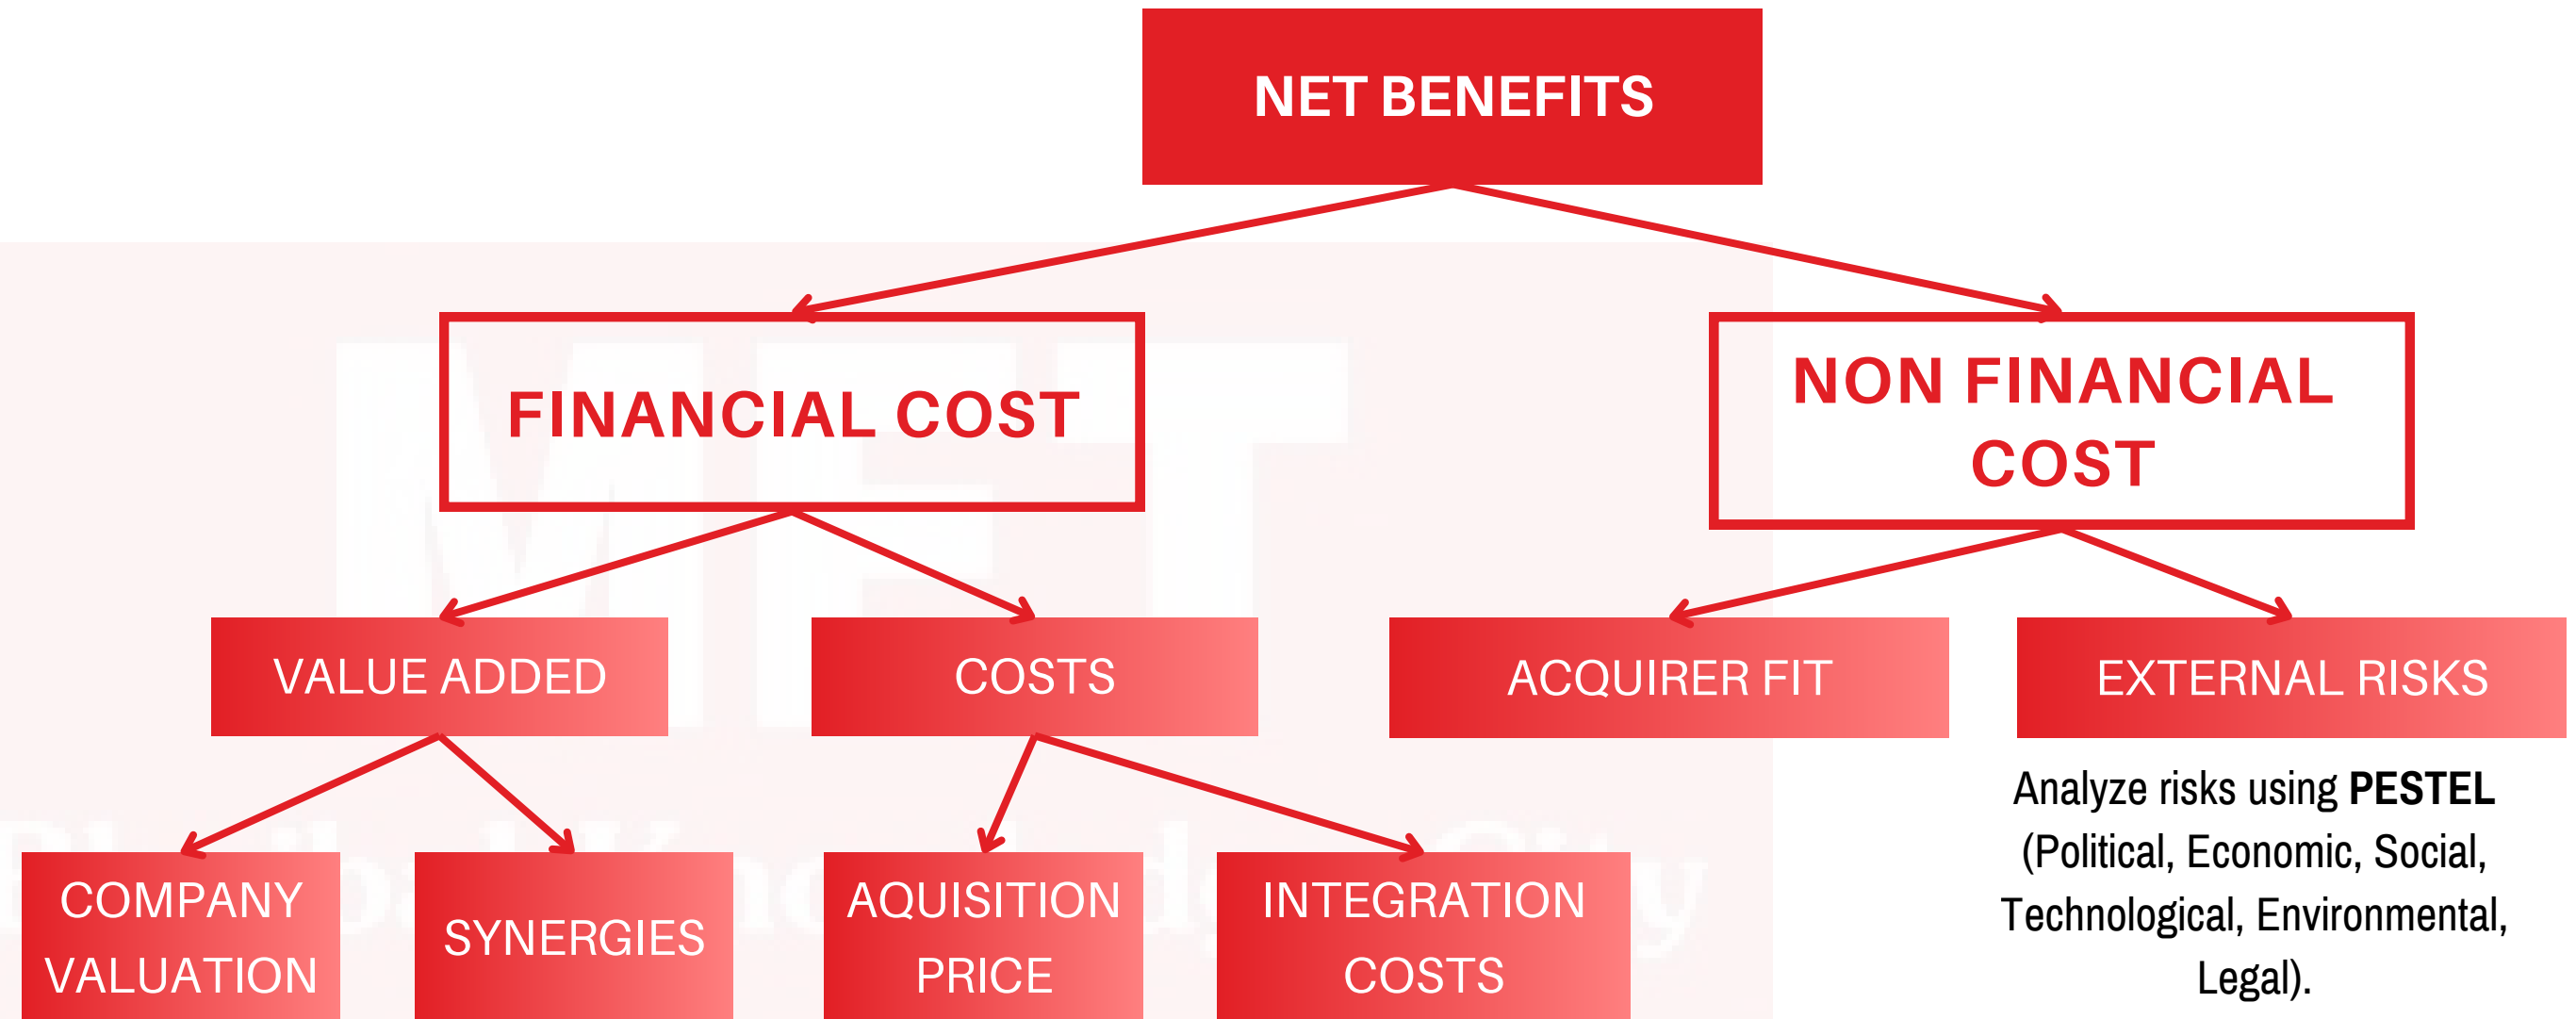 NET BENEFITS
FINANCIAL COST
NON FINANCIAL
COST
VALUE ADDED
COSTS
ACQUIRER FIT
EXTERNAL RISKS
Analyze risks using PESTEL
(Political, Economic, Social,
Technological, Environmental,
Legal).
COMPANY
VALUATION
SYNERGIES
AQUISITION
PRICE
INTEGRATION
COSTS
MET